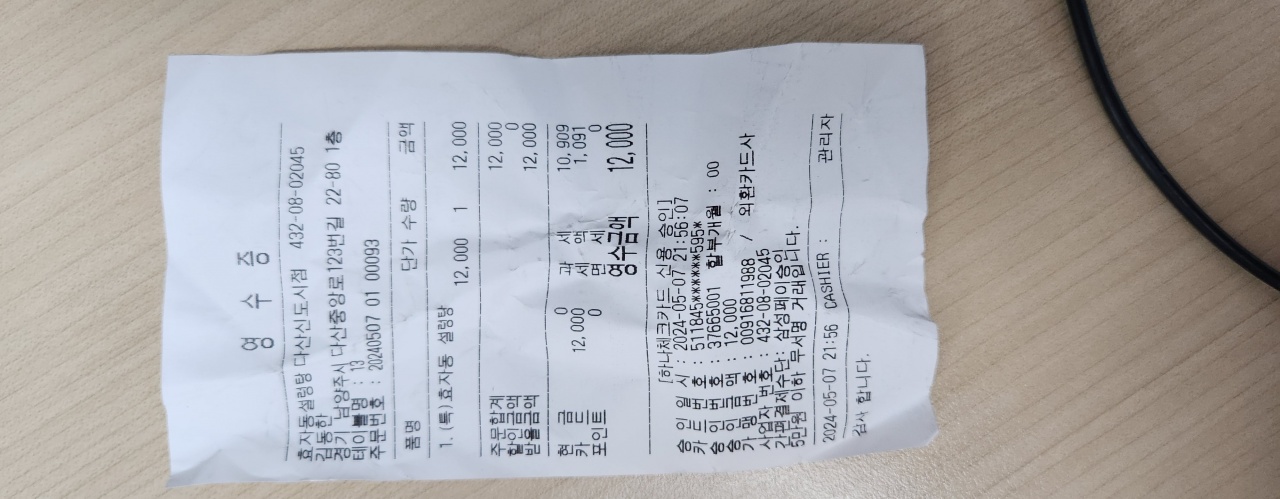 영 수 증
효자동설렁탕 다산신도시점 432-08-02045
김동한
경기 남양주시 다산중앙로123번길 22-80 1층
테이블명 : 13
주문번호 : 20240507 01 00093
품명 단가 수량 금액
1. (특)효자동 설렁탕
12,000 1 12,000
주문합계 12,000
할인금액 0
받을금액 12,000
현 금 0 과 세 10,909
카 드 12,000 세 액 1,091
포인트 0 면 세 0
영수금액 12,000
[하나체크카드 신용 승인]
승 인 일 시 : 2024-05-07 21:56:07
카 드 번 호 : 511845******595*
승 인 번 호 : 37665001 할부개월 : 00
승 인 금 액 : 12,000
가 맹 번 호 : 00916811988 / 외환카드사
사업자 번호 : 432-08-02045
간편결제수단: 삼성페이승인
5만원 이하 무서명 거래입니다.
2024-05-07 21:56 CASHIER : 관리자
감사 합니다.